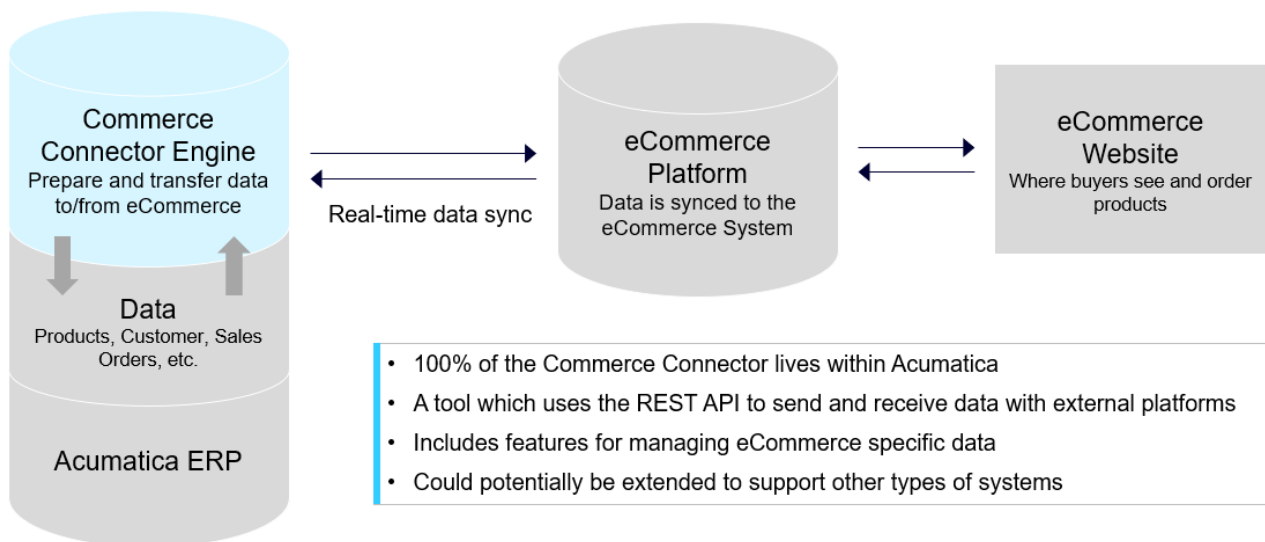 Commerce
Connector Engine
Prepare and transfer data
to/from eCommerce
Data
Products, Customer, Sales
Orders, etc.
Acumatica ERP
Real-time data sync
eCommerce
Platform
Data is synced to the
eCommerce System
eCommerce
Website
Where buyers see and order
products
• 100% of the Commerce Connector lives within Acumatica
• A tool which uses the REST API to send and receive data with external platforms
• Includes features for managing eCommerce specific data
• Could potentially be extended to support other types of systems